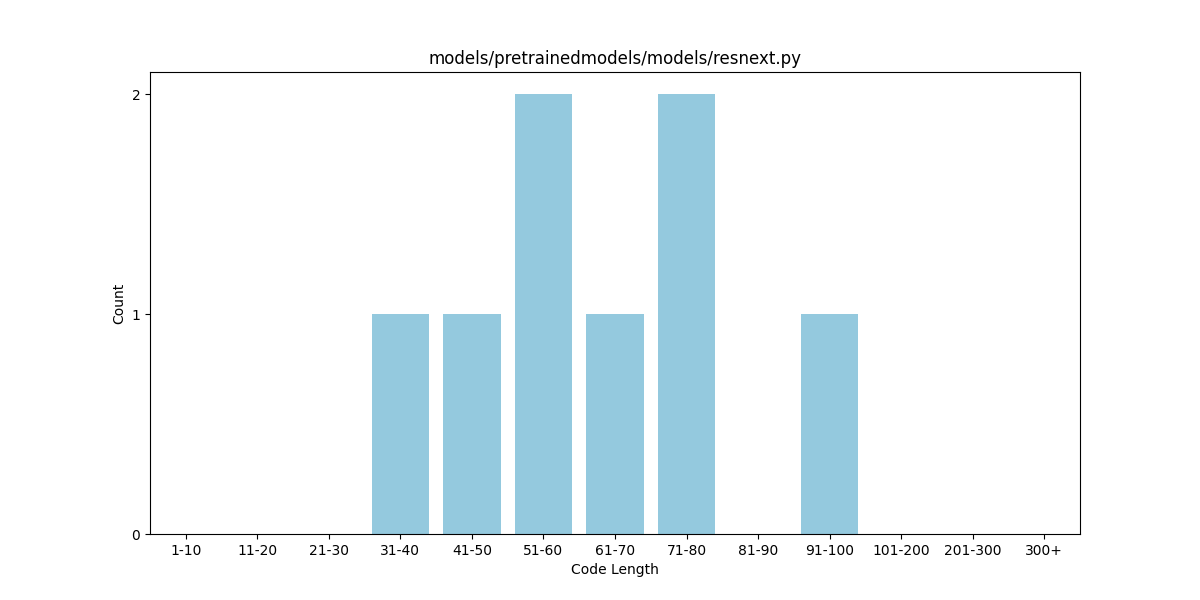 models/pretrainedmodels/models/resnext.py
2
1
0
Count
1-10 11-20 21-30 31-40 41-50 51-60 61-70 71-80 81-90 91-100 101-200 201-300 300+
Code Length